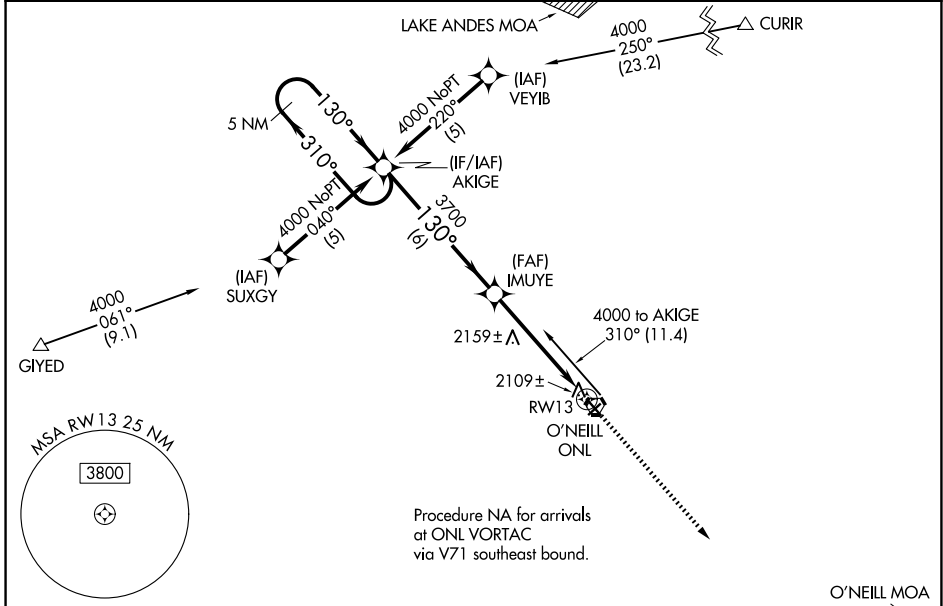 LAKE ANDES MOA
4000
250°
(23.2)
CURIR
(IAF)
VEYIB
4000 NoPT
220°
(5)
5 NM
130°
310°
(IF/IAF)
AKIGE
4000 NoPT
040°
(5)
3700
130°
(6)
(IAF)
SUXGY
(FAF)
IMUYE
4000
061°
(9.1)
GIYED
4000 to AKIGE
310° (11.4)
2159±
2109±
RW13
O'NEILL
ONL
MSA RW13 25 NM
3800
Procedure NA for arrivals
at ONL VORTAC
via V71 southeast bound.
O'NEILL MOA